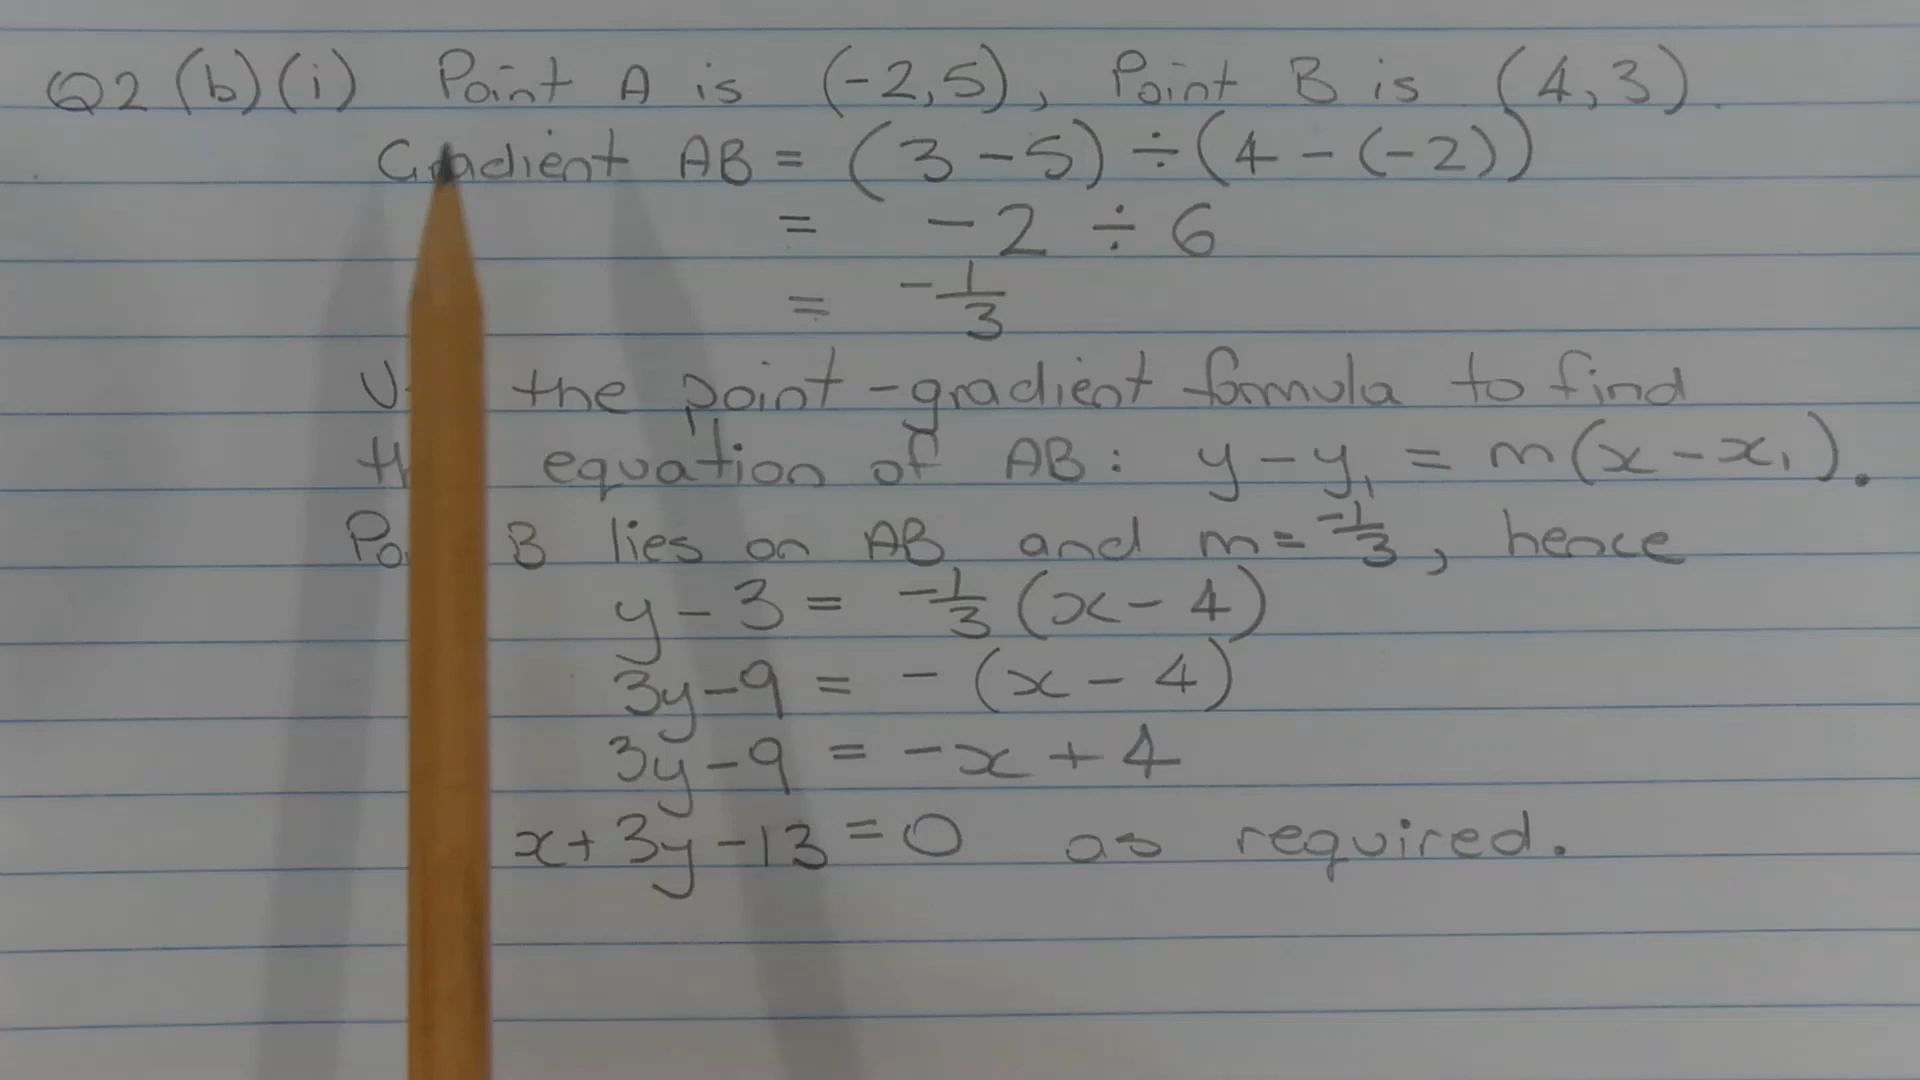 Q2 (b)(i) Point A is (-2,5), Point B is (4,3).
Gradient AB = (3-5) ÷ (4-(-2))
= -2 ÷ 6
= -1/3
the point-gradient formula to find
equation of AB: y-y₁ = m(x-x₁).
B lies on AB and m=-1/3, hence
y-3 = -1/3(x-4)
3y-9 = -(x-4)
3y-9 = -x+4
x+3y-13=0 as required.